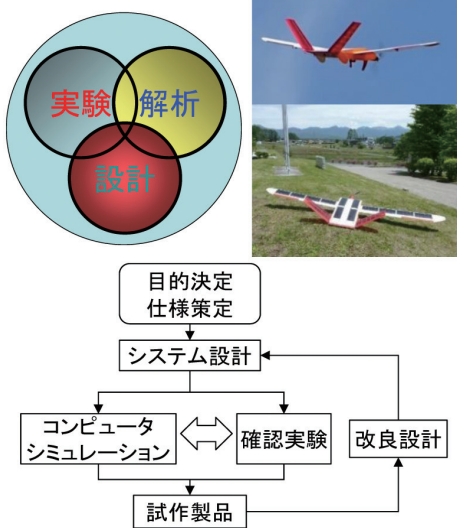 実験
解析
設計
目的決定
仕様策定
システム設計
コンピュータ
シミュレーション
確認実験
改良設計
試作製品